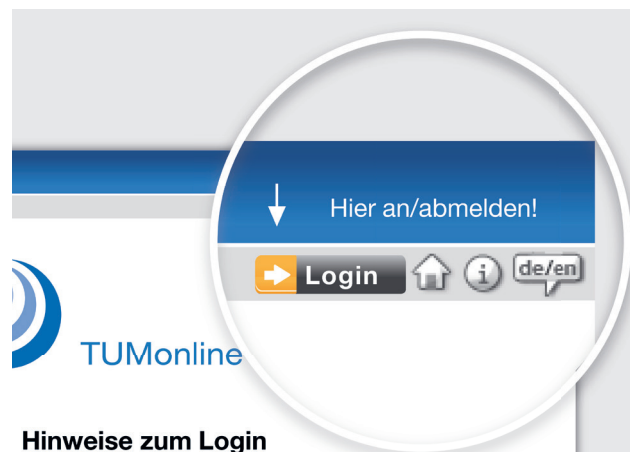 Hier an/abmelden!
Login i de/en
TUMonline
Hinweise zum Login